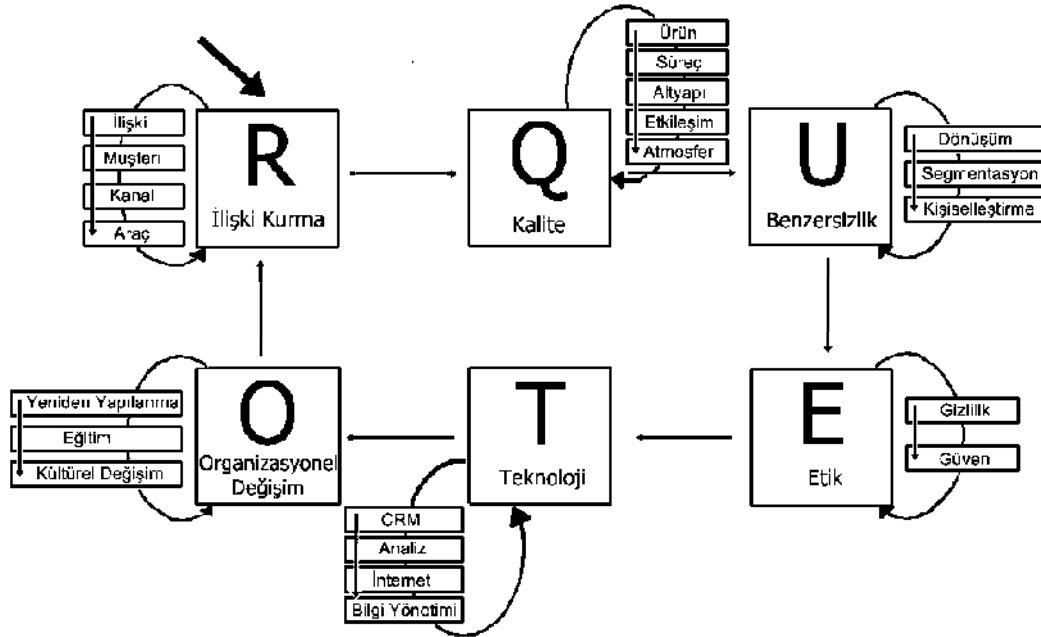 R
İlişki Kurma
İlişki
Müşteri
Kanal
Araç
Q
Kalite
Ürün
Süreç
Altyapı
Etkileşim
Atmosfer
U
Benzersizlik
Dönüşüm
Segmentasyon
Kişiselleştirme
E
Etik
Gizlilik
Güven
T
Teknoloji
CRM
Analiz
İnternet
Bilgi Yönetimi
O
Organizasyonel
Değişim
Yeniden Yapılanma
Eğitim
Kültürel Değişim